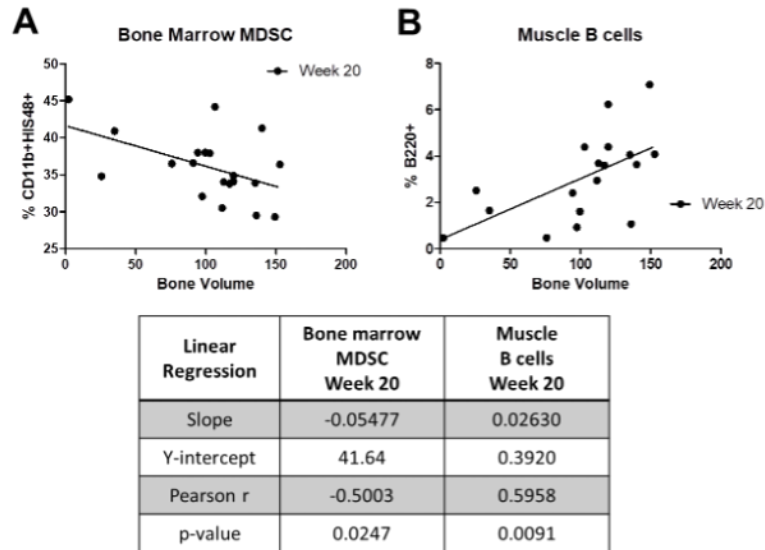 A
Bone Marrow MDSC
Week 20
% CD11b+HIS48+
50
45
40
35
30
25
0
50
100
150
200
Bone Volume
B
Muscle B cells
Week 20
% B220+
8
6
4
2
0
0
50
100
150
200
Bone Volume
Linear
Regression
Bone marrow
MDSC
Week 20
Muscle
B cells
Week 20
Slope
-0.05477
0.02630
Y-intercept
41.64
0.3920
Pearson r
-0.5003
0.5958
p-value
0.0247
0.0091